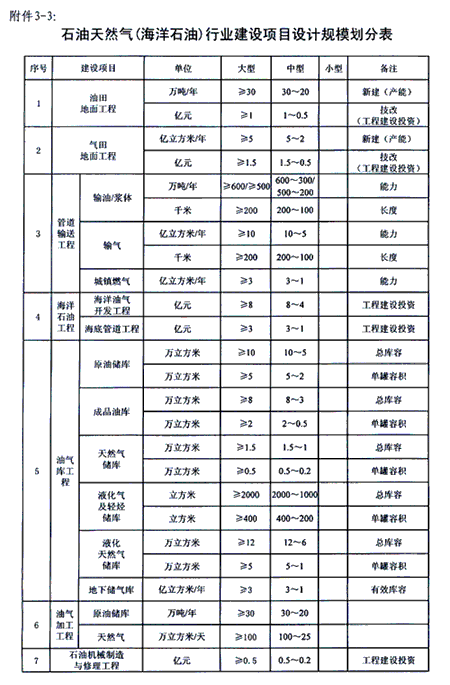 附件3-3:
石油天然气(海洋石油)行业建设项目设计规模划分表
序号 建设项目 单位 大型 中型 小型 备注
1 油田地面工程 万吨/年 ≥30 30~20 新建（产能）
亿元 ≥1 1~0.5 技改（工程建设投资）
2 气田地面工程 亿立方米/年 ≥5 5~2 新建（产能）
亿元 ≥1.5 1.5~0.5 技改（工程建设投资）
3 管道输送工程 输油/浆体 万吨/年 ≥600/≥500 600~300/500~200 能力
千米 ≥200 200~100 长度
输气 亿立方米/年 ≥10 10~5 能力
千米 ≥200 200~100 长度
城镇燃气 亿立方米/年 ≥3 3~1 能力
4 海洋石油工程 海洋油气开发工程 亿元 ≥8 8~4 工程建设投资
海底管道工程 亿元 ≥3 3~1 工程建设投资
5 油气库工程 原油储库 万立方米 ≥10 10~5 总库容
万立方米 ≥5 5~2 单罐容积
成品油库 万立方米 ≥8 8~3 总库容
万立方米 ≥2 2~0.5 单罐容积
天然气储库 万立方米 ≥1.5 1.5~1 总库容
万立方米 ≥0.5 0.5~0.2 单罐容积
液化气及轻烃储库 立方米 ≥2000 2000~1000 总库容
立方米 ≥400 400~200 单罐容积
液化天然气储库 万立方米 ≥12 12~6 总库容
万立方米 ≥5 5~1 单罐容积
地下储气库 亿立方米/年 ≥3 3~1 有效库容
6 油气加工工程 原油储库 万吨/年 ≥30 30~20
天然气 万立方米/天 ≥100 100~25
7 石油机械制造与修理工程 亿元 ≥0.5 0.5~0.2 工程建设投资